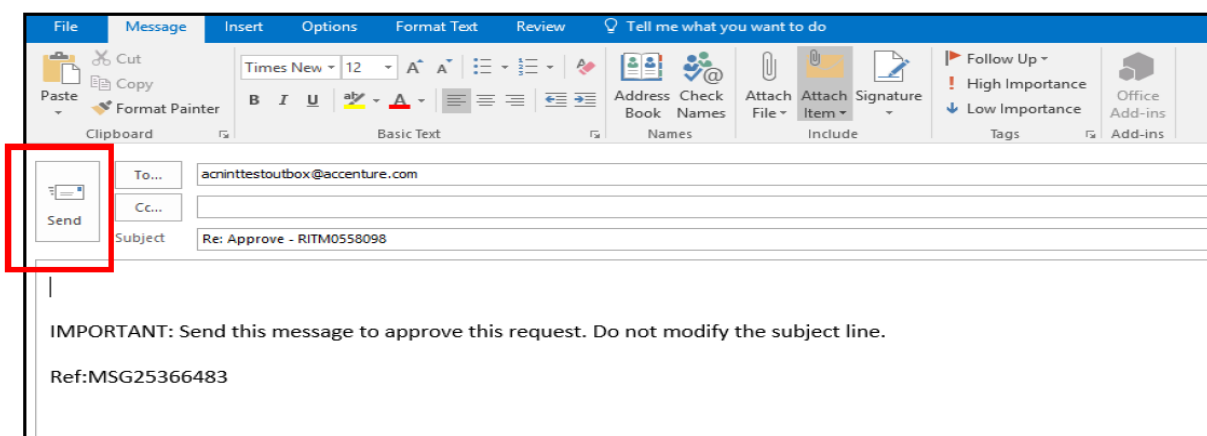 File Message Insert Options Format Text Review Tell me what you want to do
Cut
Copy
Paste
Format Painter
Clipboard
Times New 12 A A
B I U aby A
Basic Text
Address Book
Check Names
Names
Attach File
Attach Item
Signature
Include
Follow Up
High Importance
Low Importance
Tags
Office Add-ins
Add-ins
Send
To... acninttestoutbox@accenture.com
Cc...
Subject Re: Approve - RITM0558098
IMPORTANT: Send this message to approve this request. Do not modify the subject line.
Ref:MSG25366483